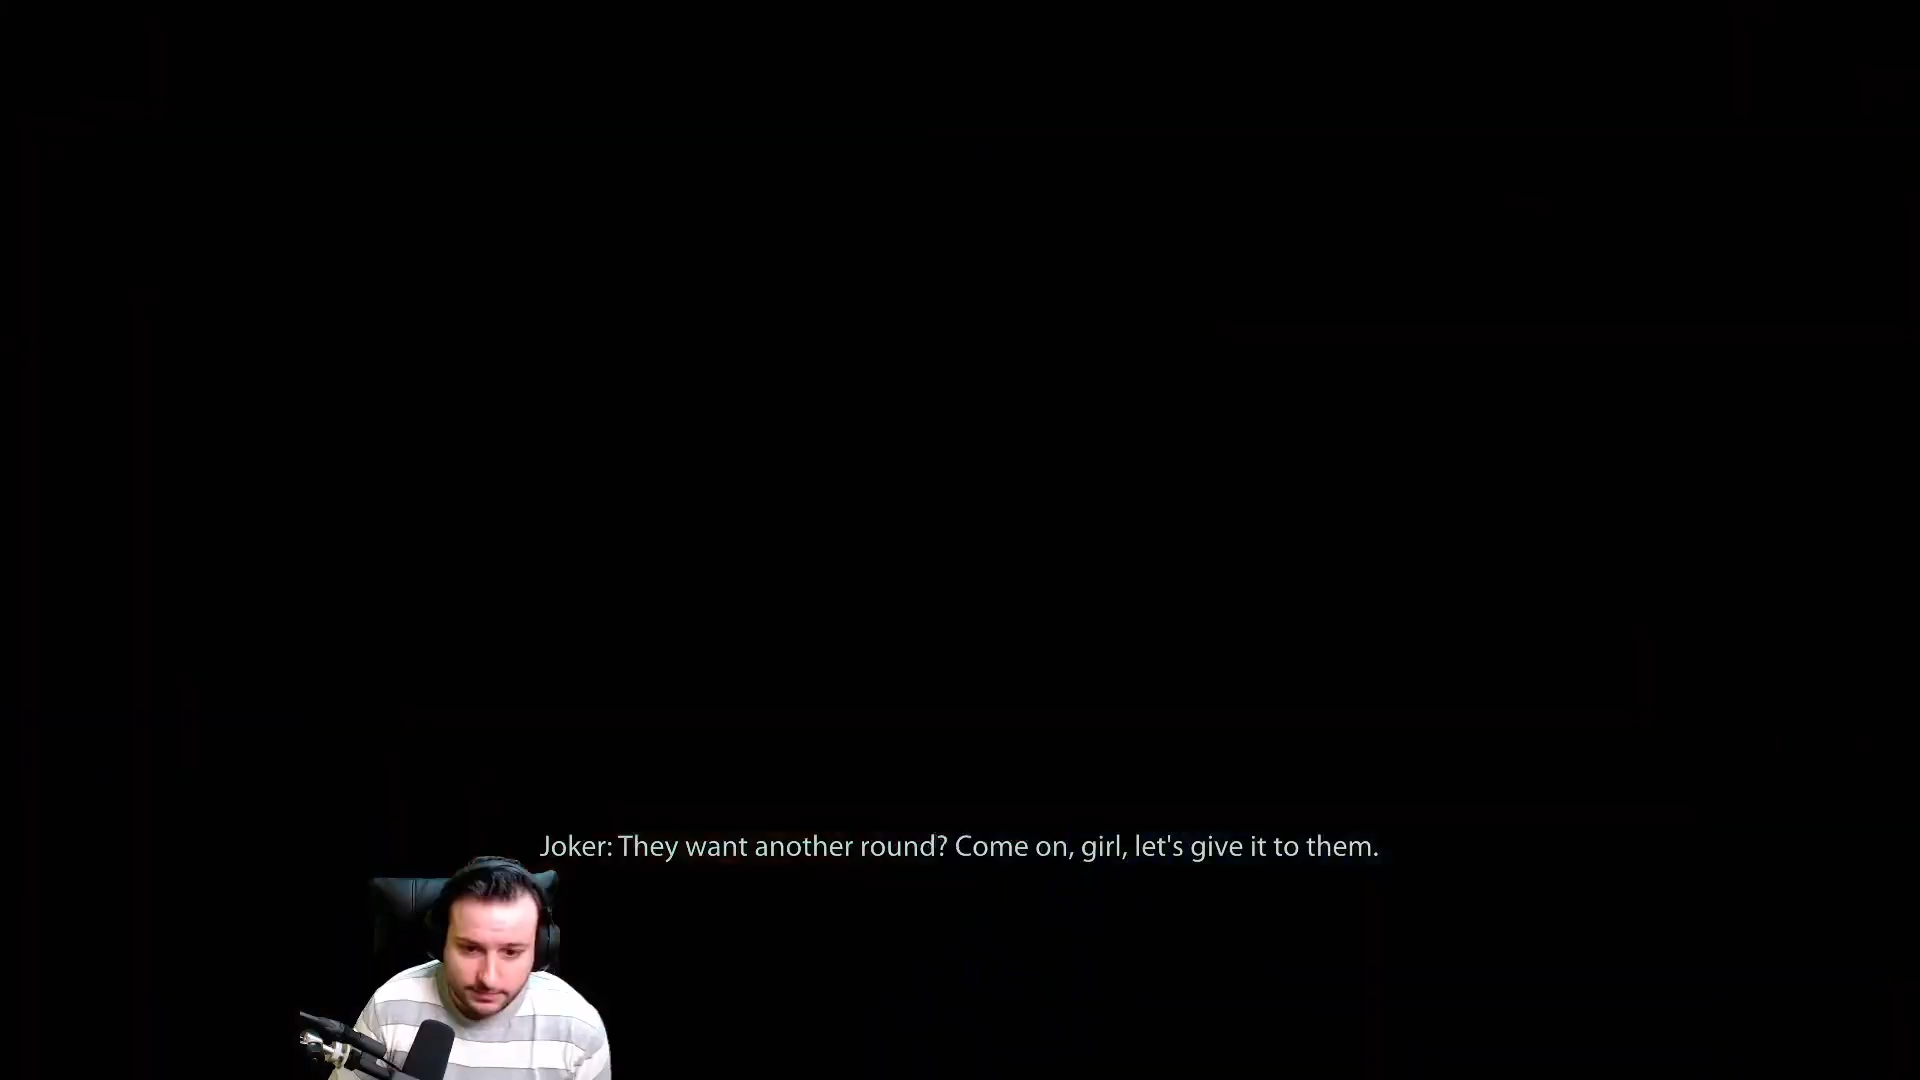 Joker: They want another round? Come on, girl, let's give it to them.